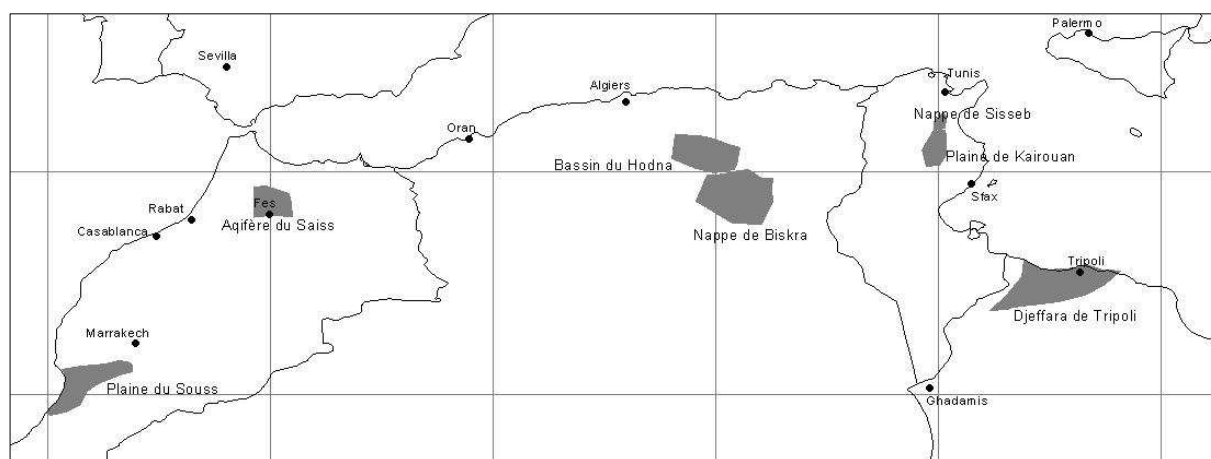 Palermo
Sevilla
Algiers
Tunis
Nappe de Sisseb
Oran
Bassin du Hodna
Plaine de Kairouan
Sfax
Fes
Rabat
Aqifère du Saiss
Casablanca
Nappe de Biskra
Tripoli
Djeffara de Tripoli
Marrakech
Plaine du Souss
Ghadamis